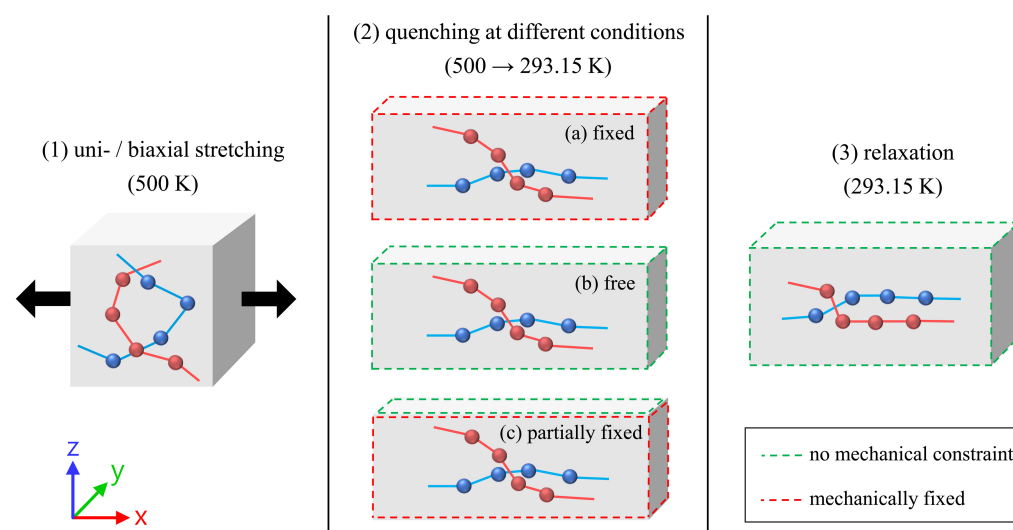 (1) uni- / biaxial stretching
(500 K)
z
y
x
(2) quenching at different conditions
(500 → 293.15 K)
(a) fixed
(b) free
(c) partially fixed
(3) relaxation
(293.15 K)
no mechanical constraint
mechanically fixed